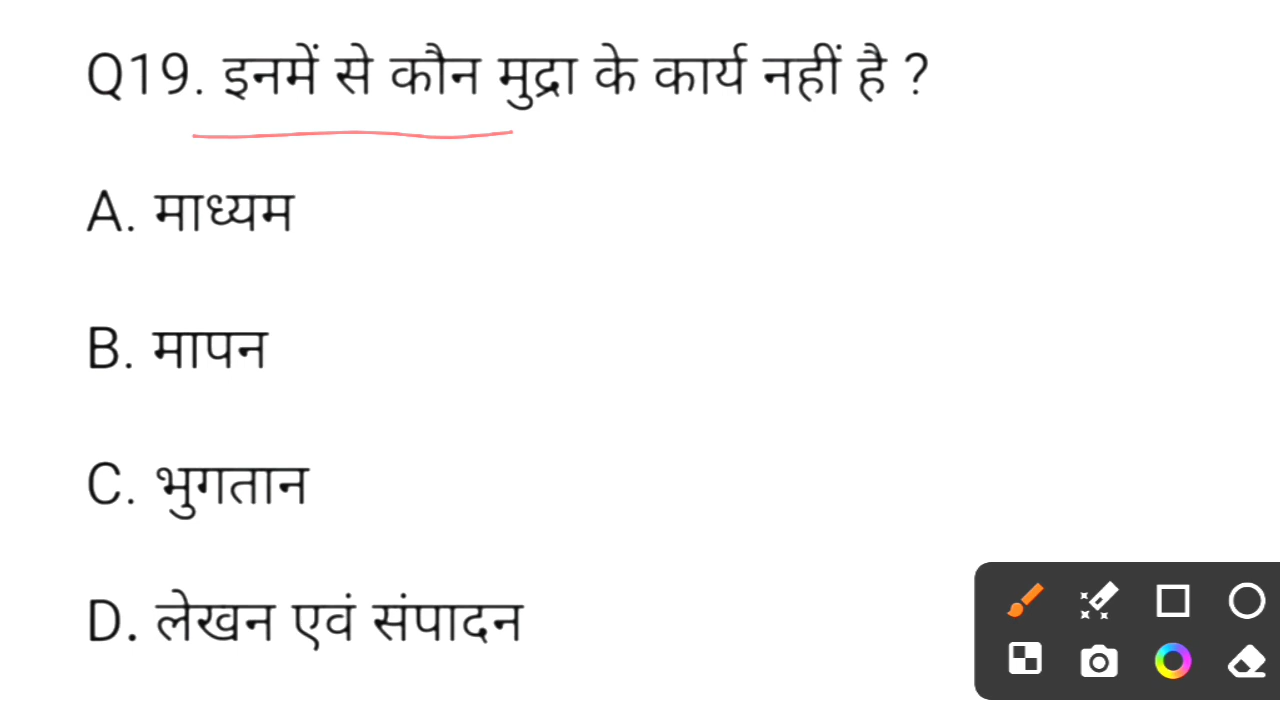 Q19. इनमें से कौन मुद्रा के कार्य नहीं है ?
A. माध्यम
B. मापन
C. भुगतान
D. लेखन एवं संपादन